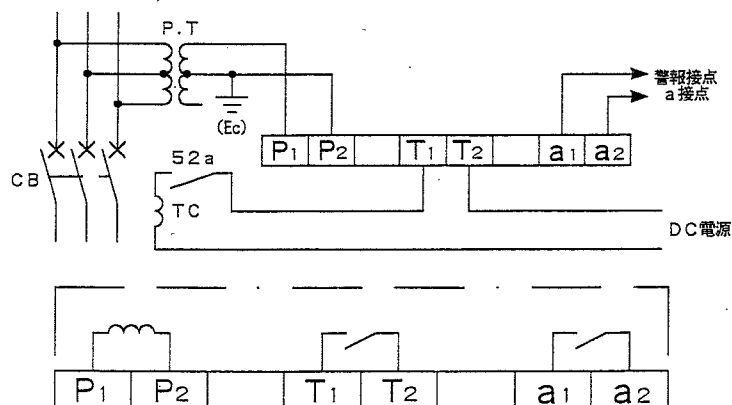 P.T
警報接点
a接点
(Ec)
P1 P2 T1 T2 a1 a2
52a
CB
TC
DC電源
P1 P2 T1 T2 a1 a2